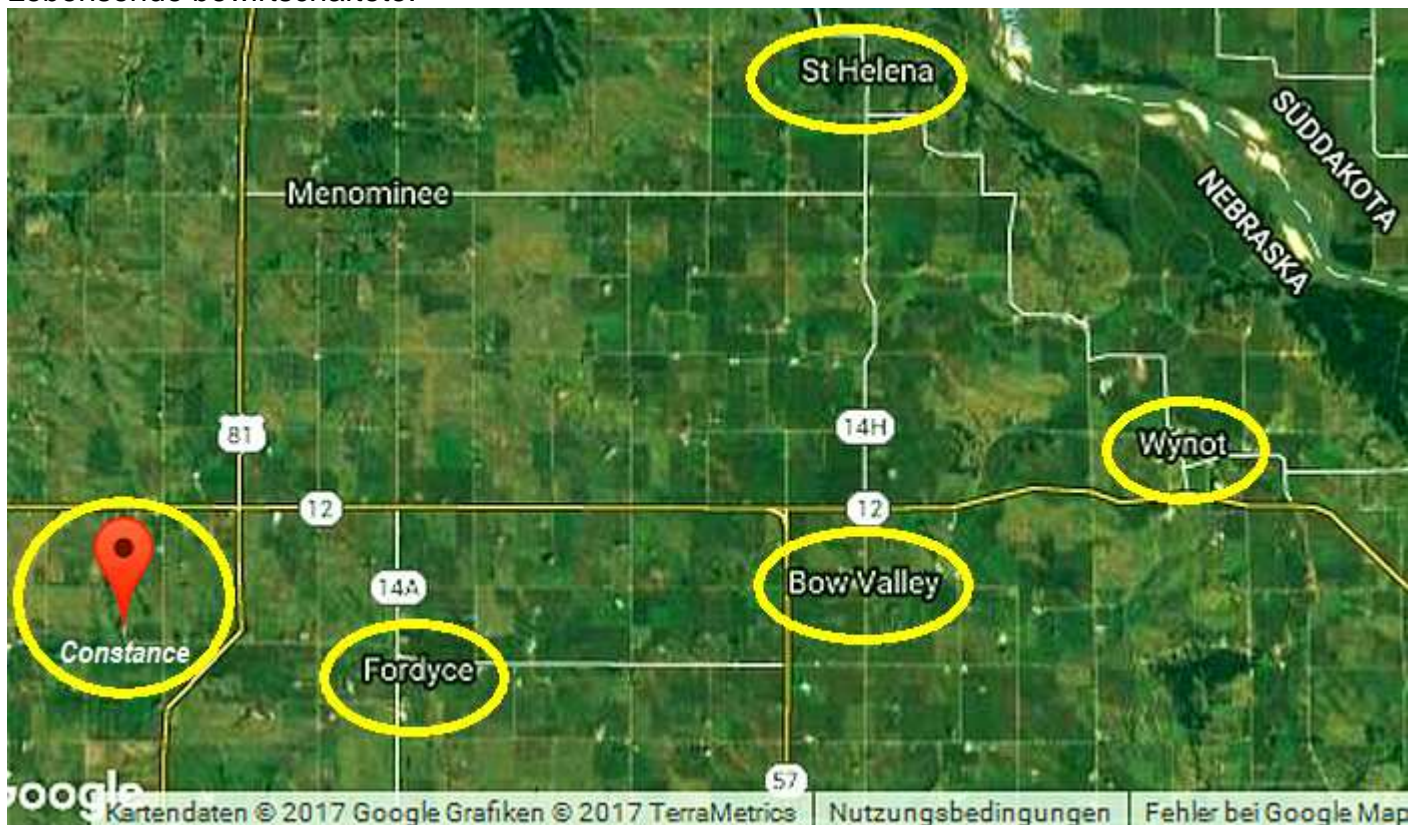 St Helena
SÜDDAKOTA
NEBRASKA
Menominee
81
14H
Wynot
12
12
14A
Bow Valley
Constance
Fordyce
57
Google
Kartendaten © 2017 Google Grafiken © 2017 TerraMetrics
Nutzungsbedingungen
Fehler bei Google Map